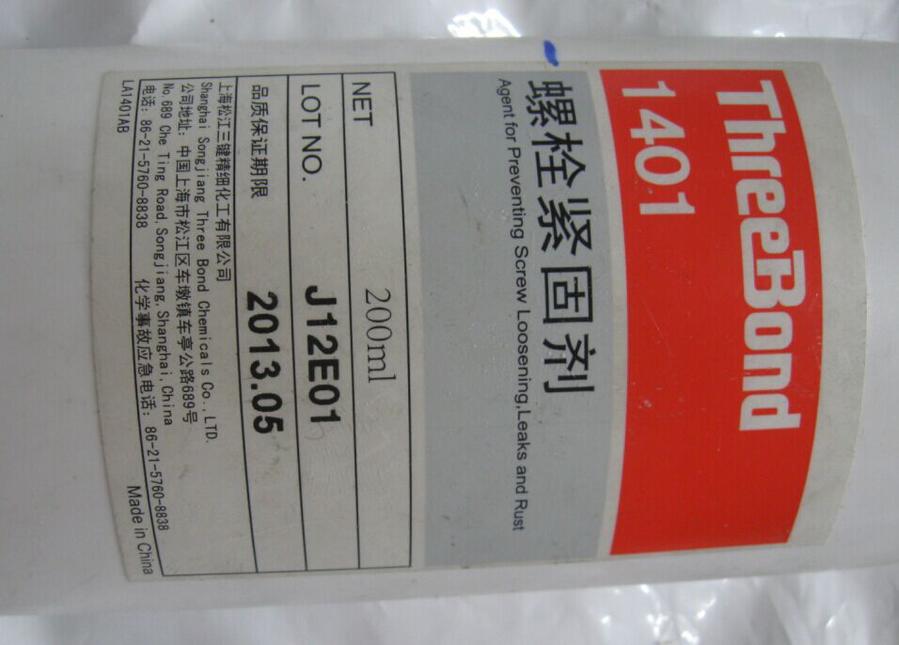 ThreeBond
1401
螺栓紧固剂
Agent for Preventing Screw Loosening,Leaks and Rust
NET 200ml
LOT NO. J12E01
品质保证期限 2013.05
上海松江三键精细化工有限公司
Shanghai Songjiang Three Bond Chemicals Co.,LTD.
公司地址: 中国上海市松江区车墩镇车亭公路689号
No.689 Che Ting Road, Songjiang, Shanghai, China
电话: 86-21-5760-8838 化学事故应急电话: 86-21-5760-8838
LA1401AB Made in China